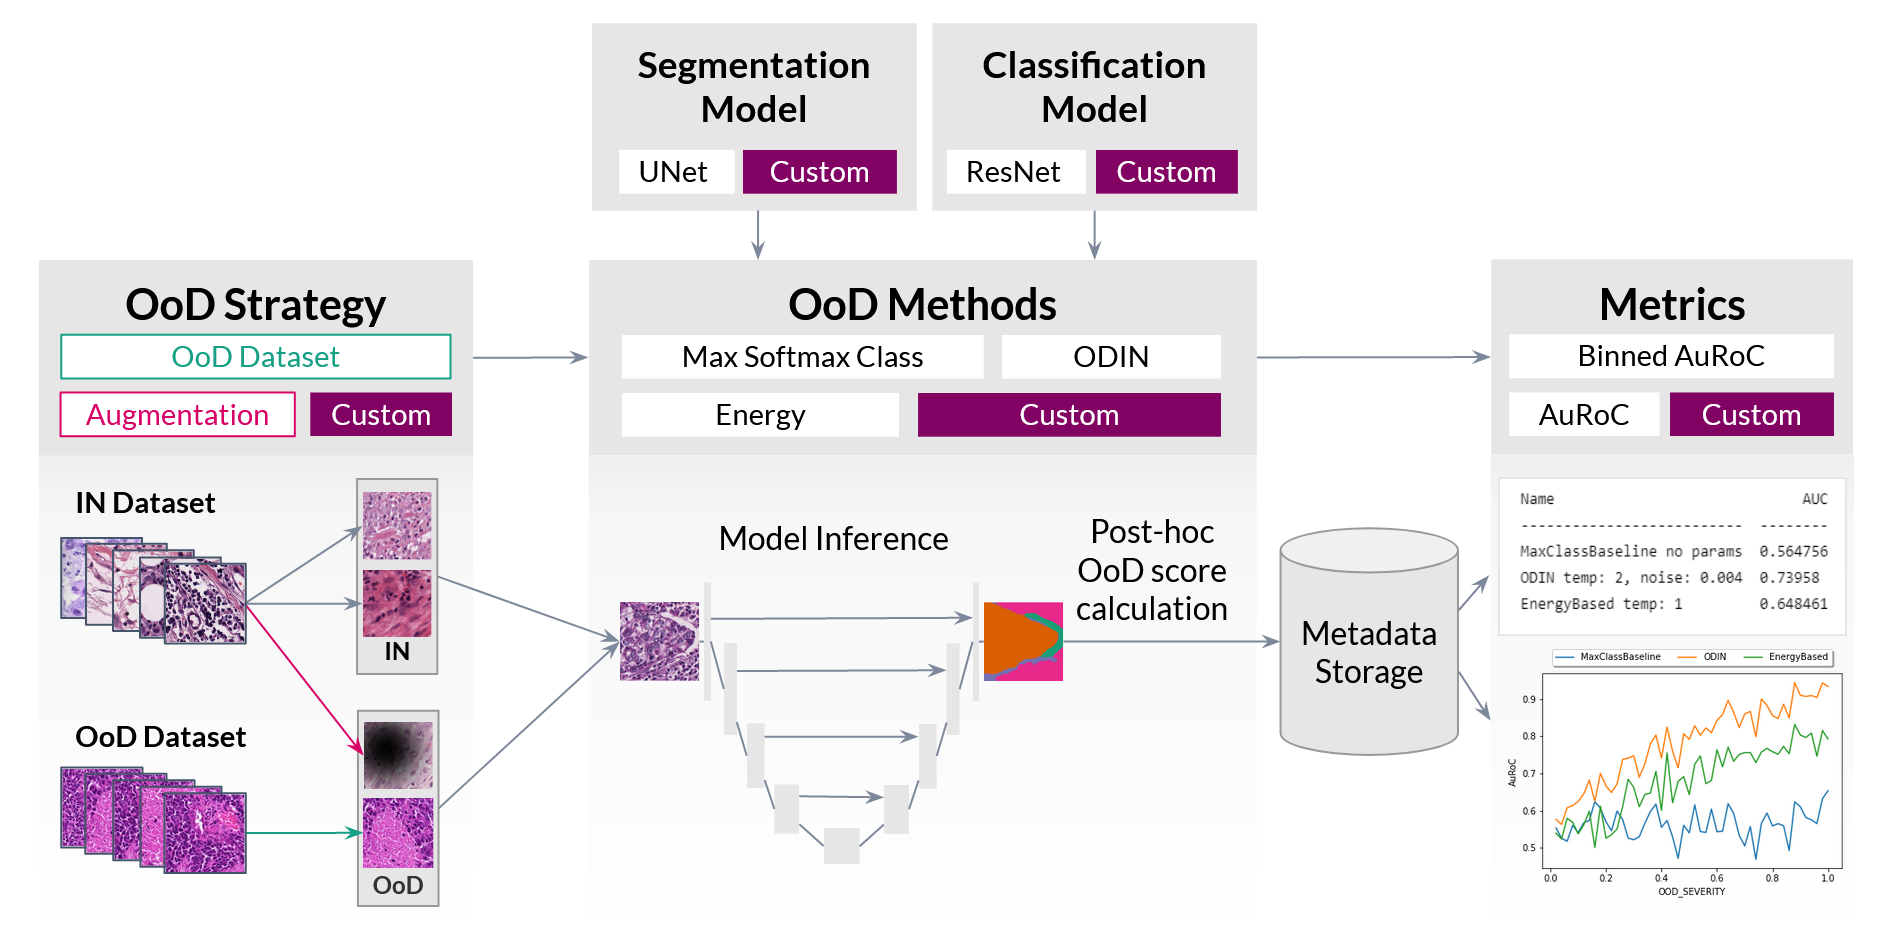 Segmentation
Model
UNet
Custom
Classification
Model
ResNet
Custom
OoD Strategy
OoD Dataset
Augmentation
Custom
OoD Methods
Max Softmax Class
ODIN
Energy
Custom
Metrics
Binned AuRoC
AuRoC
Custom
IN Dataset
IN
OoD Dataset
OoD
Model Inference
Post-hoc
OoD score
calculation
Metadata
Storage
Name AUC
-------------------------- --------
MaxClassBaseline no params 0.564756
ODIN temp: 2, noise: 0.004 0.73958
EnergyBased temp: 1 0.648461
MaxClassBaseline ODIN EnergyBased
AuRoC
0.9
0.8
0.7
0.6
0.5
0.0 0.2 0.4 0.6 0.8 1.0
OOD_SEVERITY